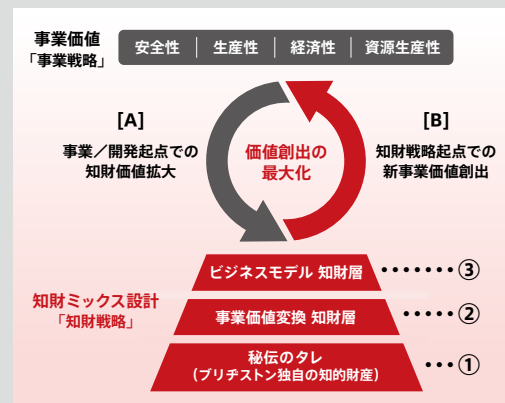 事業価値
「事業戦略」
安全性 | 生産性 | 経済性 | 資源生産性
[A]
事業／開発起点での
知財価値拡大
価値創出の
最大化
[B]
知財戦略起点での
新事業価値創出
知財ミックス設計
「知財戦略」
ビジネスモデル 知財層 ・・・・・・・③
事業価値変換 知財層 ・・・・・②
秘伝のタレ
（ブリヂストン独自の知的財産） ・・・①